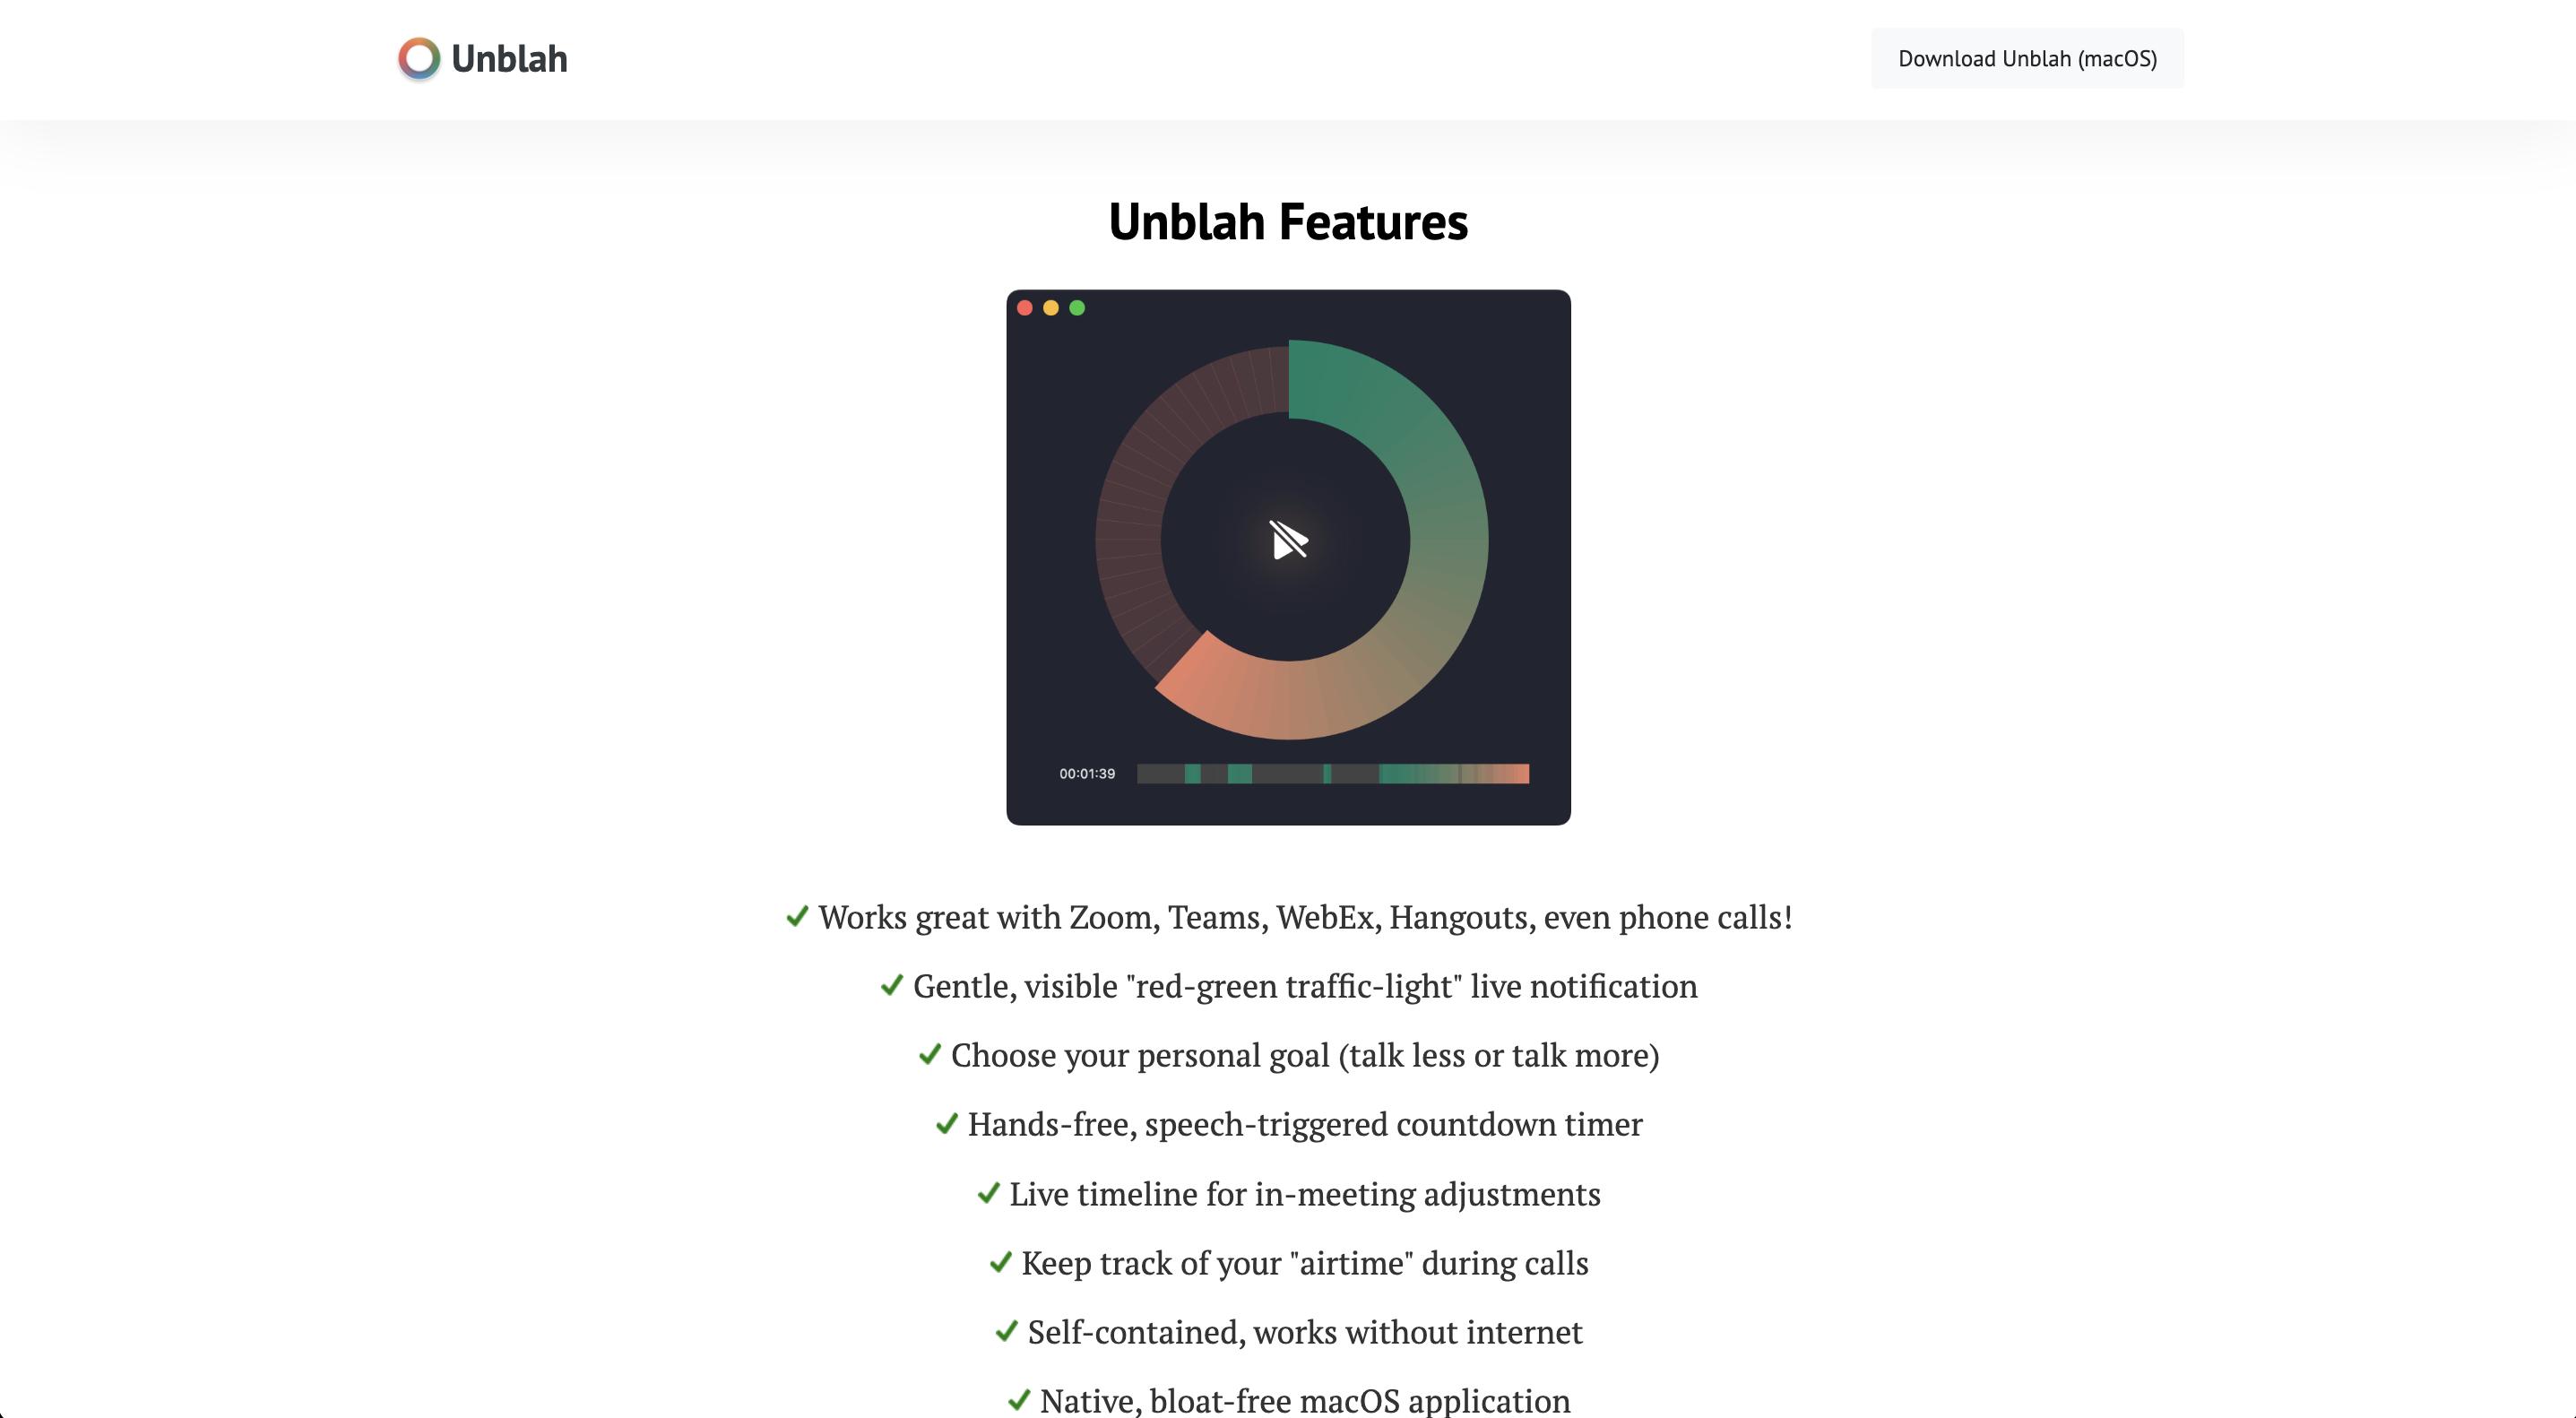 Unblah
Download Unblah (macOS)
Unblah Features
00:01:39
Works great with Zoom, Teams, WebEx, Hangouts, even phone calls!
Gentle, visible "red-green traffic-light" live notification
Choose your personal goal (talk less or talk more)
Hands-free, speech-triggered countdown timer
Live timeline for in-meeting adjustments
Keep track of your "airtime" during calls
Self-contained, works without internet
Native, bloat-free macOS application